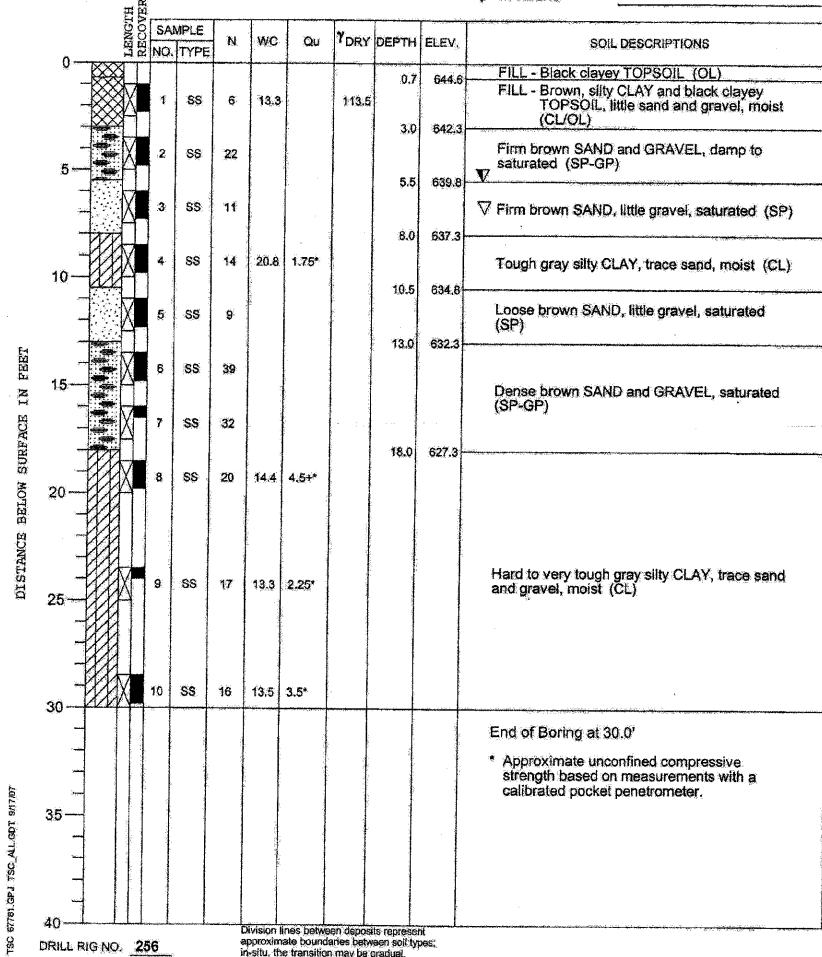 LENGTH
RECOVERY
SAMPLE
NO. TYPE N WC Qu γDRY DEPTH ELEV. SOIL DESCRIPTIONS
0
0.7 644.6 FILL - Black clayey TOPSOIL (OL)
1 SS 6 13.3 113.5 FILL - Brown, silty CLAY and black clayey
TOPSOIL, little sand and gravel, moist
(CL/OL)
3.0 642.3
2 SS 22 Firm brown SAND and GRAVEL, damp to
saturated (SP-GP)
5
5.5 639.8
3 SS 11 Firm brown SAND, little gravel, saturated (SP)
8.0 637.3
4 SS 14 20.8 1.75* Tough gray silty CLAY, trace sand, moist (CL)
10
10.5 634.8
5 SS 9 Loose brown SAND, little gravel, saturated
(SP)
13.0 632.3
6 SS 39
15
Dense brown SAND and GRAVEL, saturated
(SP-GP)
7 SS 32
18.0 627.3
8 SS 20 14.4 4.5+*
20
9 SS 17 13.3 2.25* Hard to very tough gray silty CLAY, trace sand
and gravel, moist (CL)
25
10 SS 16 13.5 3.5*
30
End of Boring at 30.0'
* Approximate unconfined compressive
strength based on measurements with a
calibrated pocket penetrometer.
35
40
DISTANCE BELOW SURFACE IN FEET
TSC 67781.GPJ TSC_ALL.GDT 9/17/07
DRILL RIG NO. 256
Division lines between deposits represent
approximate boundaries between soil types;
in-situ, the transition may be gradual.